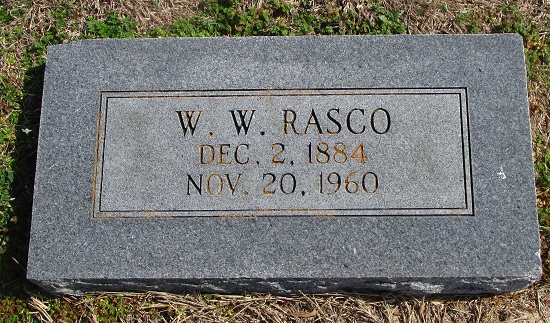 W. W. RASCO
DEC. 2, 1884
NOV. 20, 1960